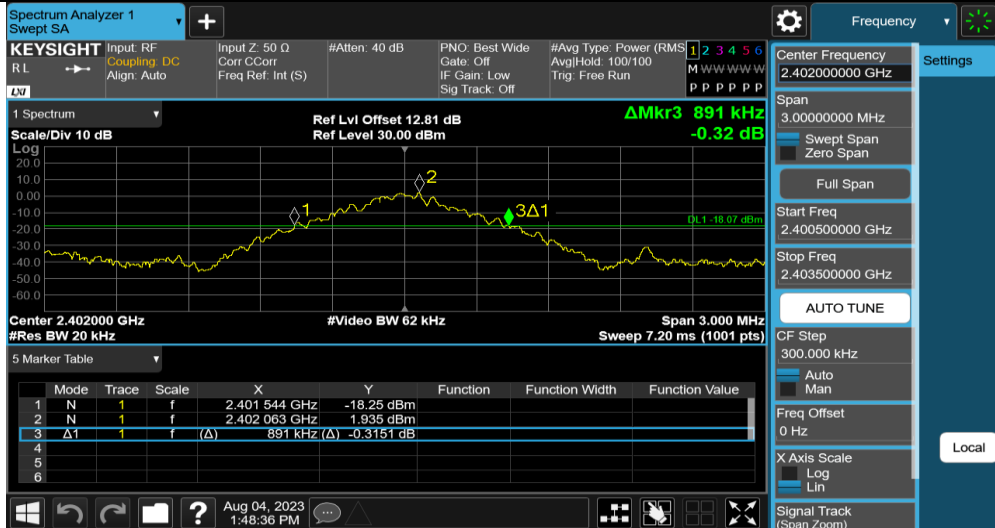 Spectrum Analyzer 1
Swept SA
+
Frequency
KEYSIGHT
RL
LXI
Input: RF
Coupling: DC
Align: Auto
Input Z: 50 Ω
Corr CCorr
Freq Ref: Int (S)
#Atten: 40 dB
PNO: Best Wide
Gate: Off
IF Gain: Low
Sig Track: Off
#Avg Type: Power (RMS
Avg|Hold: 100/100
Trig: Free Run
1 2 3 4 5 6
M W W W W W
P P P P P P
1 Spectrum
Scale/Div 10 dB
Log
Ref Lvl Offset 12.81 dB
Ref Level 30.00 dBm
ΔMkr3 891 kHz
-0.32 dB
20.0
10.0
0.00
-10.0
-20.0
-30.0
-40.0
-50.0
-60.0
1
2
3Δ1
DL1 -18.07 dBm
Center 2.402000 GHz
#Res BW 20 kHz
#Video BW 62 kHz
Span 3.000 MHz
Sweep 7.20 ms (1001 pts)
5 Marker Table
Mode Trace Scale X Y Function Function Width Function Value
1 N 1 f 2.401 544 GHz -18.25 dBm
2 N 1 f 2.402 063 GHz 1.935 dBm
3 Δ1 1 f (Δ) 891 kHz (Δ) -0.3151 dB
4
5
6
Aug 04, 2023
1:48:36 PM
?
Center Frequency
2.402000000 GHz
Span
3.00000000 MHz
Swept Span
Zero Span
Full Span
Start Freq
2.400500000 GHz
Stop Freq
2.403500000 GHz
AUTO TUNE
CF Step
300.000 kHz
Auto
Man
Freq Offset
0 Hz
X Axis Scale
Log
Lin
Signal Track
(Span Zoom)
Settings
Local